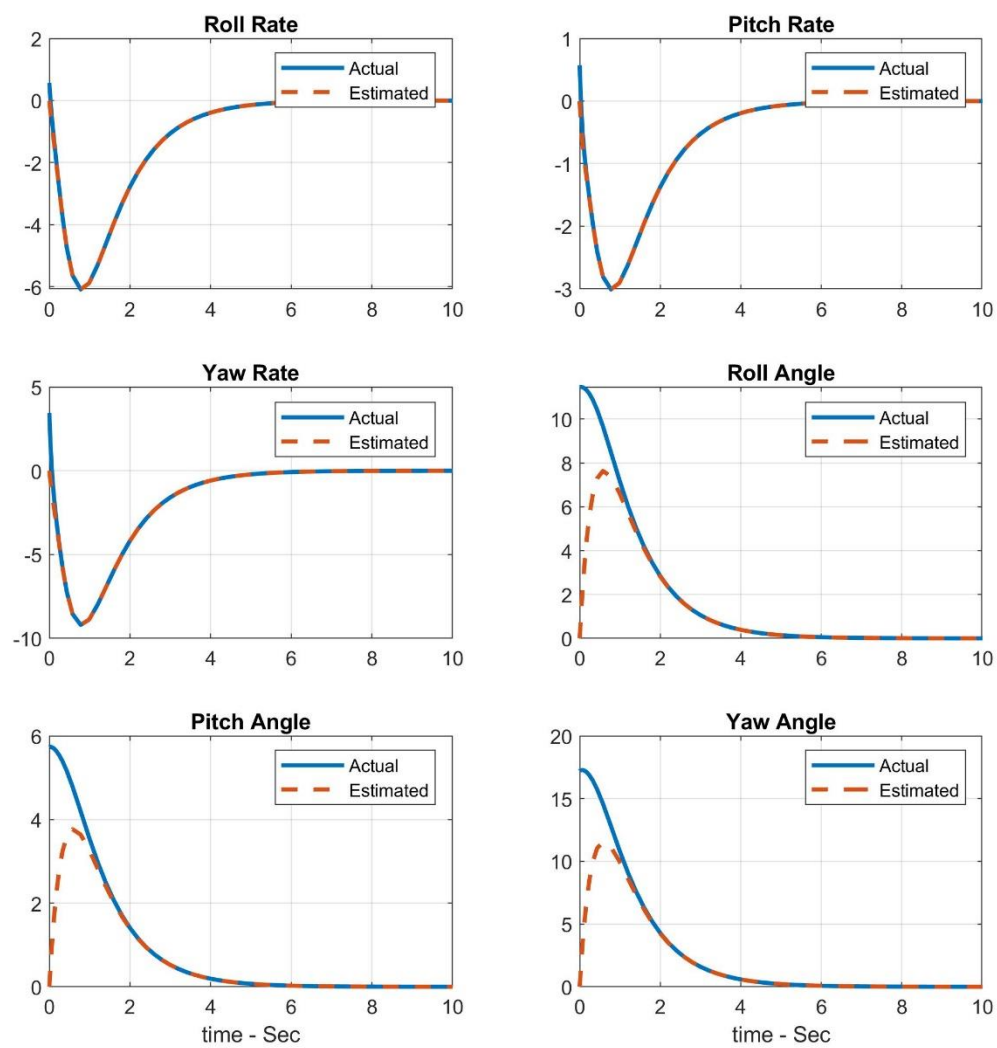 Roll Rate
2
0
-2
-4
-6
0 2 4 6 8 10
Actual
Estimated
Pitch Rate
1
0
-1
-2
-3
0 2 4 6 8 10
Actual
Estimated
Yaw Rate
5
0
-5
-10
0 2 4 6 8 10
Actual
Estimated
Roll Angle
10
8
6
4
2
0
0 2 4 6 8 10
Actual
Estimated
Pitch Angle
6
4
2
0
0 2 4 6 8 10
time - Sec
Actual
Estimated
Yaw Angle
20
15
10
5
0
0 2 4 6 8 10
time - Sec
Actual
Estimated